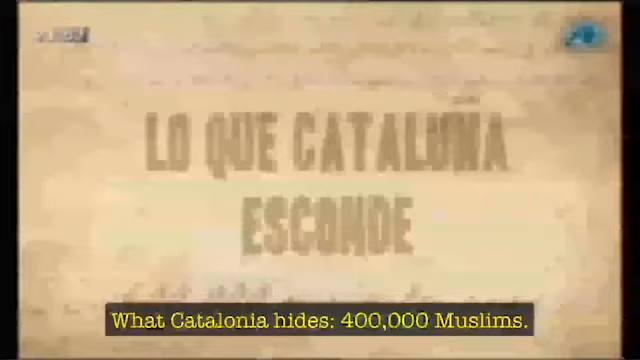 LO QUE CATALUÑA
ESCONDE
What Catalonia hides: 400,000 Muslims.